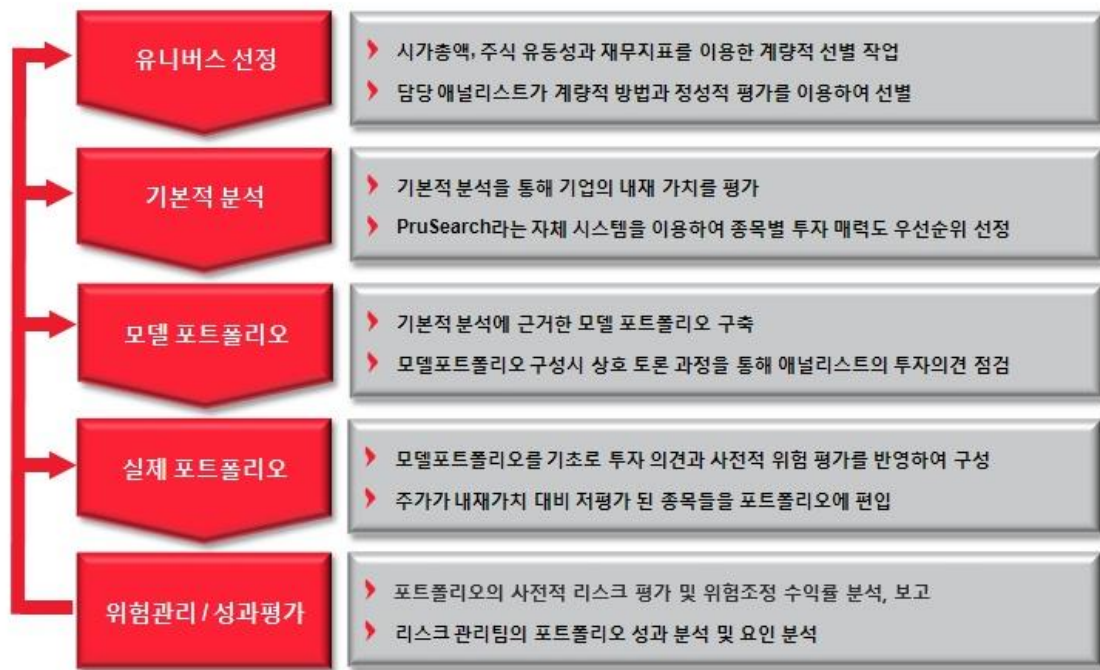 유니버스 선정
시가총액, 주식 유동성과 재무지표를 이용한 계량적 선별 작업
담당 애널리스트가 계량적 방법과 정성적 평가를 이용하여 선별
기본적 분석
기본적 분석을 통해 기업의 내재 가치를 평가
PruSearch라는 자체 시스템을 이용하여 종목별 투자 매력도 우선순위 선정
모델 포트폴리오
기본적 분석에 근거한 모델 포트폴리오 구축
모델포트폴리오 구성시 상호 토론 과정을 통해 애널리스트의 투자의견 점검
실제 포트폴리오
모델포트폴리오를 기초로 투자 의견과 사전적 위험 평가를 반영하여 구성
주가가 내재가치 대비 저평가 된 종목들을 포트폴리오에 편입
위험관리 / 성과평가
포트폴리오의 사전적 리스크 평가 및 위험조정 수익률 분석, 보고
리스크 관리팀의 포트폴리오 성과 분석 및 요인 분석